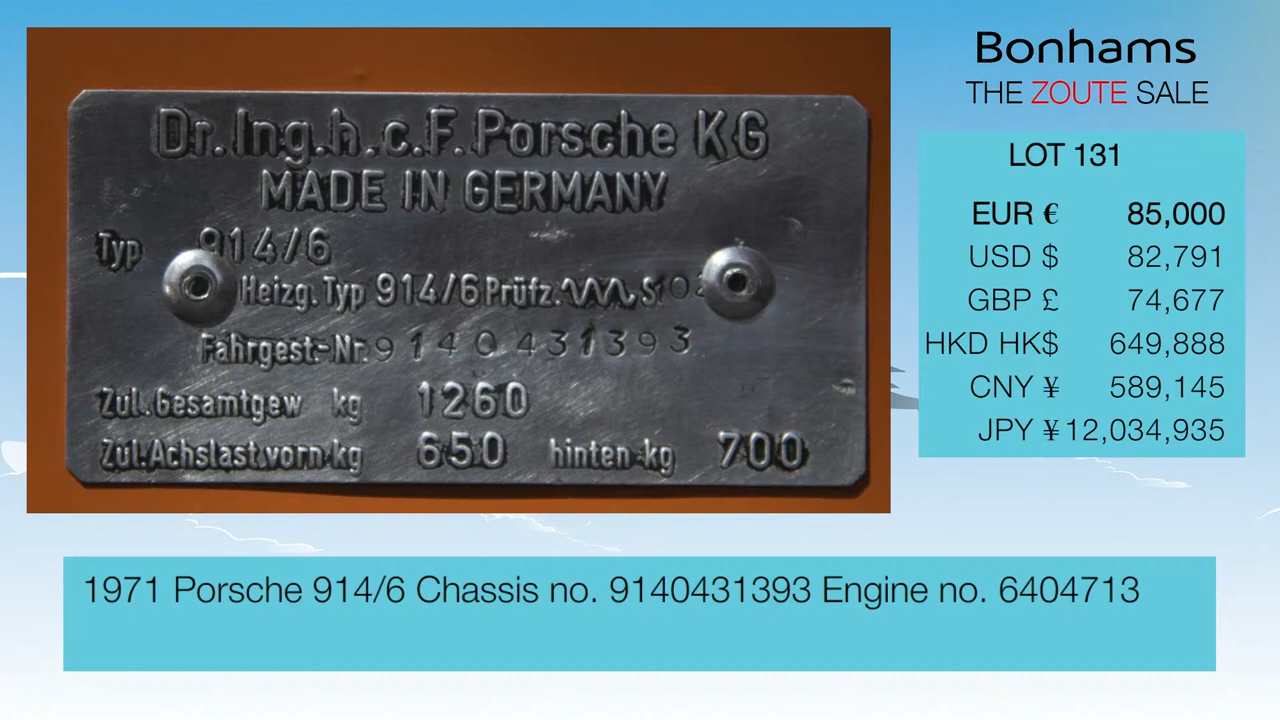 Dr. Ing. h. c. F. Porsche KG
MADE IN GERMANY
Typ 914/6
Heizg. Typ 914/6 Prüfz. S
Fahrgest.-Nr. 9140431393
Zul. Gesamtgew kg 1260
Zul. Achslast vorn kg 650 hinten kg 700
Bonhams
THE ZOUTE SALE
LOT 131
EUR € 85,000
USD $ 82,791
GBP £ 74,677
HKD HK$ 649,888
CNY ¥ 589,145
JPY ¥ 12,034,935
1971 Porsche 914/6 Chassis no. 9140431393 Engine no. 6404713